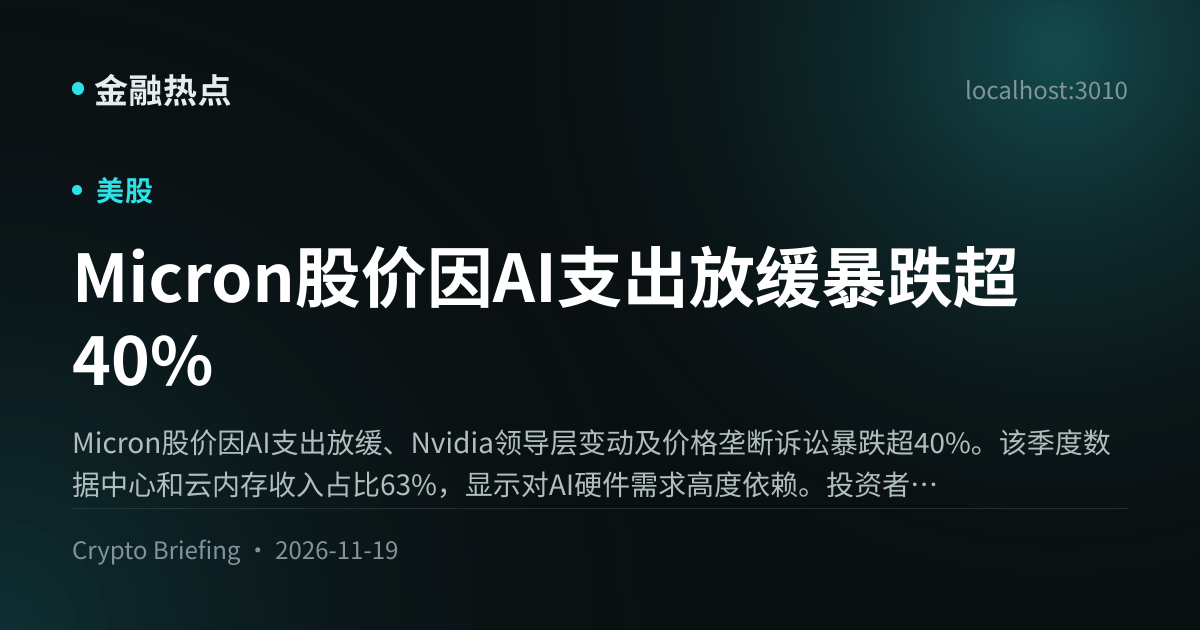 金融热点
localhost:3010
美股
Micron股价因AI支出放缓暴跌超
40%
Micron股价因AI支出放缓、Nvidia领导层变动及价格垄断诉讼暴跌超40%。该季度数
据中心和云内存收入占比63%，显示对AI硬件需求高度依赖。投资者…
Crypto Briefing · 2026-11-19